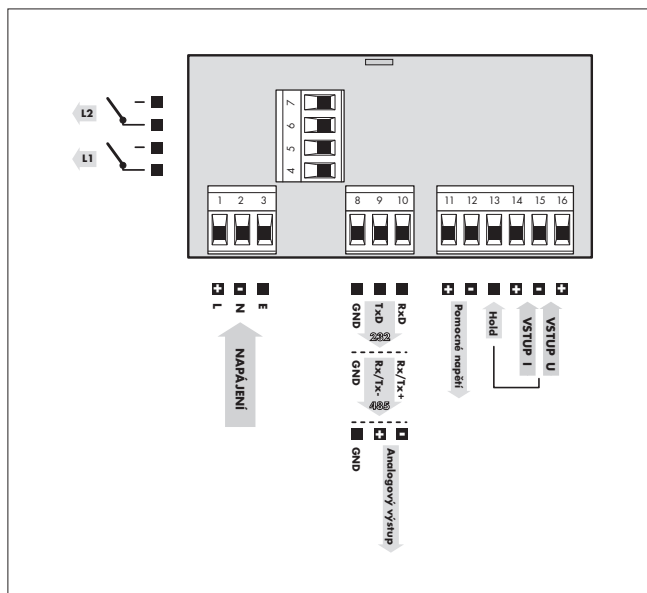 L2
L1
7
6
5
4
1 2 3
8 9 10
11 12 13 14 15 16
+ - + - + - +
L N E
NAPÁJENÍ
GND TxD RxD
232
GND Rx/Tx- Rx/Tx+
485
+ -
GND
Analogový výstup
Pomocné napětí
Hold
VSTUP I
VSTUP U